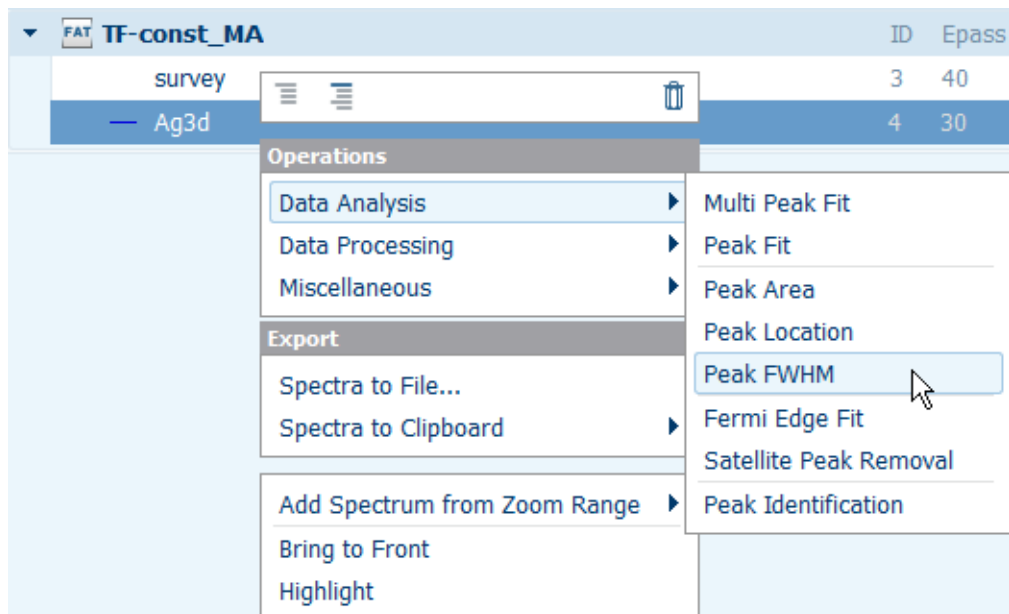 FAT TF-const_MA ID Epass
survey 3 40
Ag3d 4 30
Operations
Data Analysis
Data Processing
Miscellaneous
Export
Spectra to File...
Spectra to Clipboard
Add Spectrum from Zoom Range
Bring to Front
Highlight
Multi Peak Fit
Peak Fit
Peak Area
Peak Location
Peak FWHM
Fermi Edge Fit
Satellite Peak Removal
Peak Identification